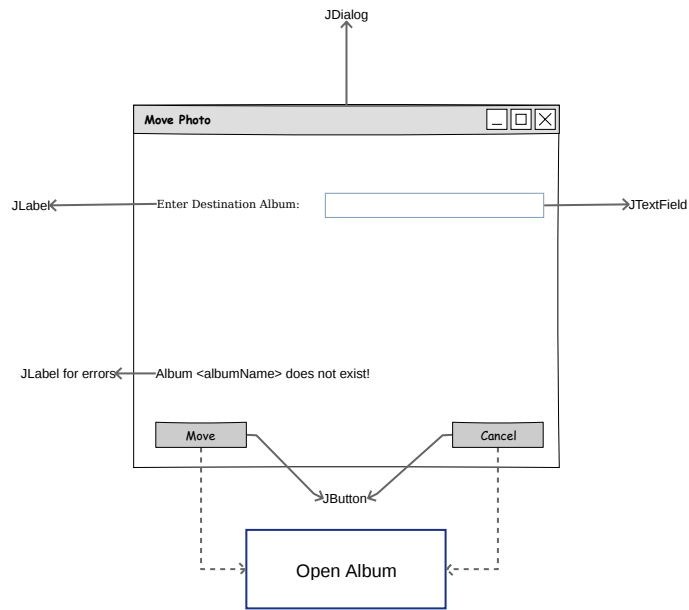 JDialog
Move Photo
JLabel
Enter Destination Album:
JTextField
JLabel for errors
Album <albumName> does not exist!
Move
Cancel
JButton
Open Album